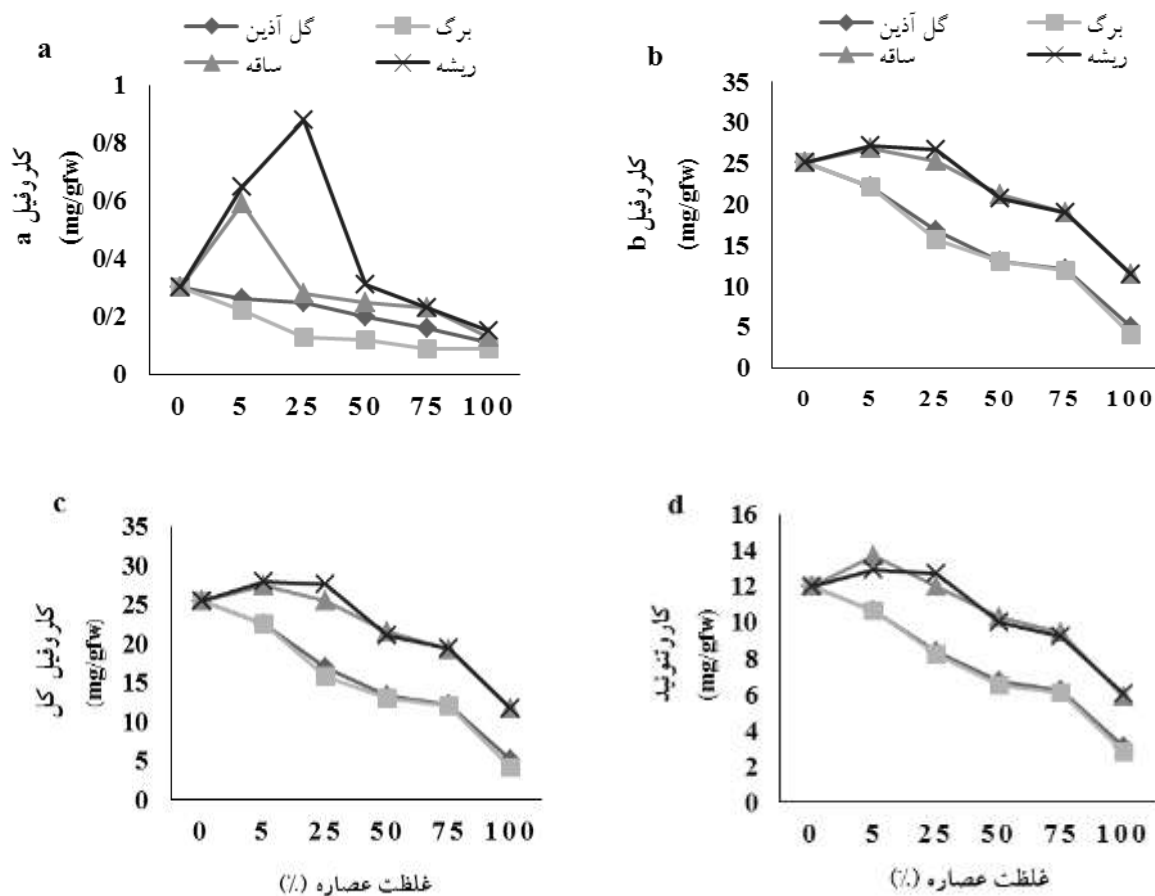 a
گل آذین
برگ
ساقه
ریشه
کلروفیل a
(mg/gfw)
1
0/8
0/6
0/4
0/2
0
0 5 25 50 75 100
b
گل آذین
برگ
ساقه
ریشه
کلروفیل b
(mg/gfw)
35
30
25
20
15
10
5
0
0 5 25 50 75 100
c
کلروفیل کل
(mg/gfw)
35
30
25
20
15
10
5
0
0 5 25 50 75 100
غلظت عصاره (٪)
d
کاروتنوئید
(mg/gfw)
16
14
12
10
8
6
4
2
0
0 5 25 50 75 100
غلظت عصاره (٪)